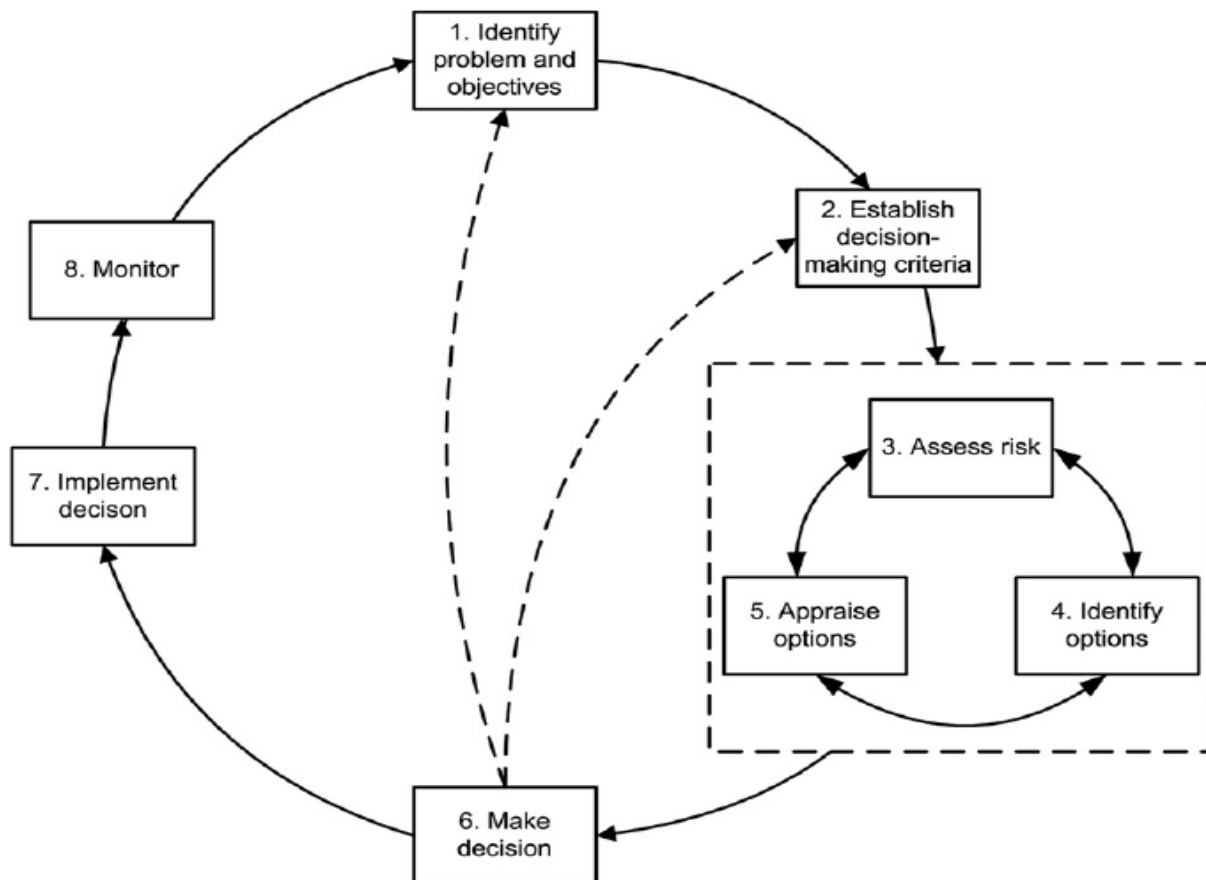 1. Identify
problem and
objectives
2. Establish
decision-
making criteria
3. Assess risk
4. Identify
options
5. Appraise
options
6. Make
decision
7. Implement
decison
8. Monitor